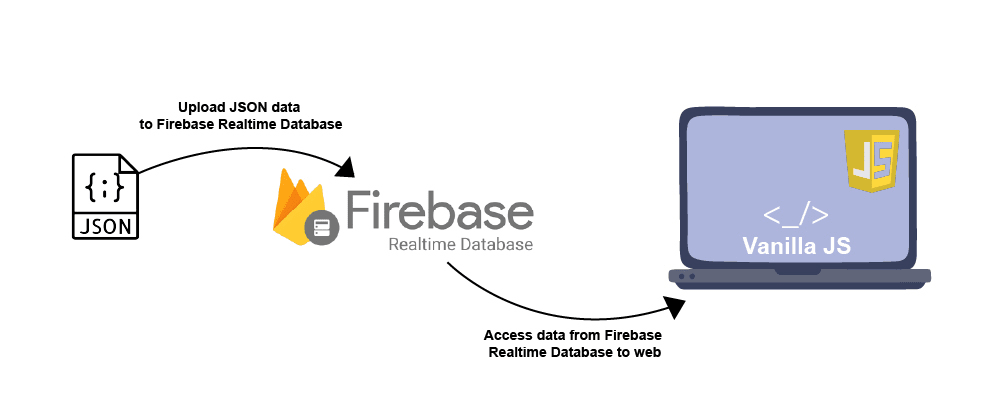 Upload JSON data
to Firebase Realtime Database
{;}
JSON
Firebase
Realtime Database
JS
<_/>
Vanilla JS
Access data from Firebase
Realtime Database to web